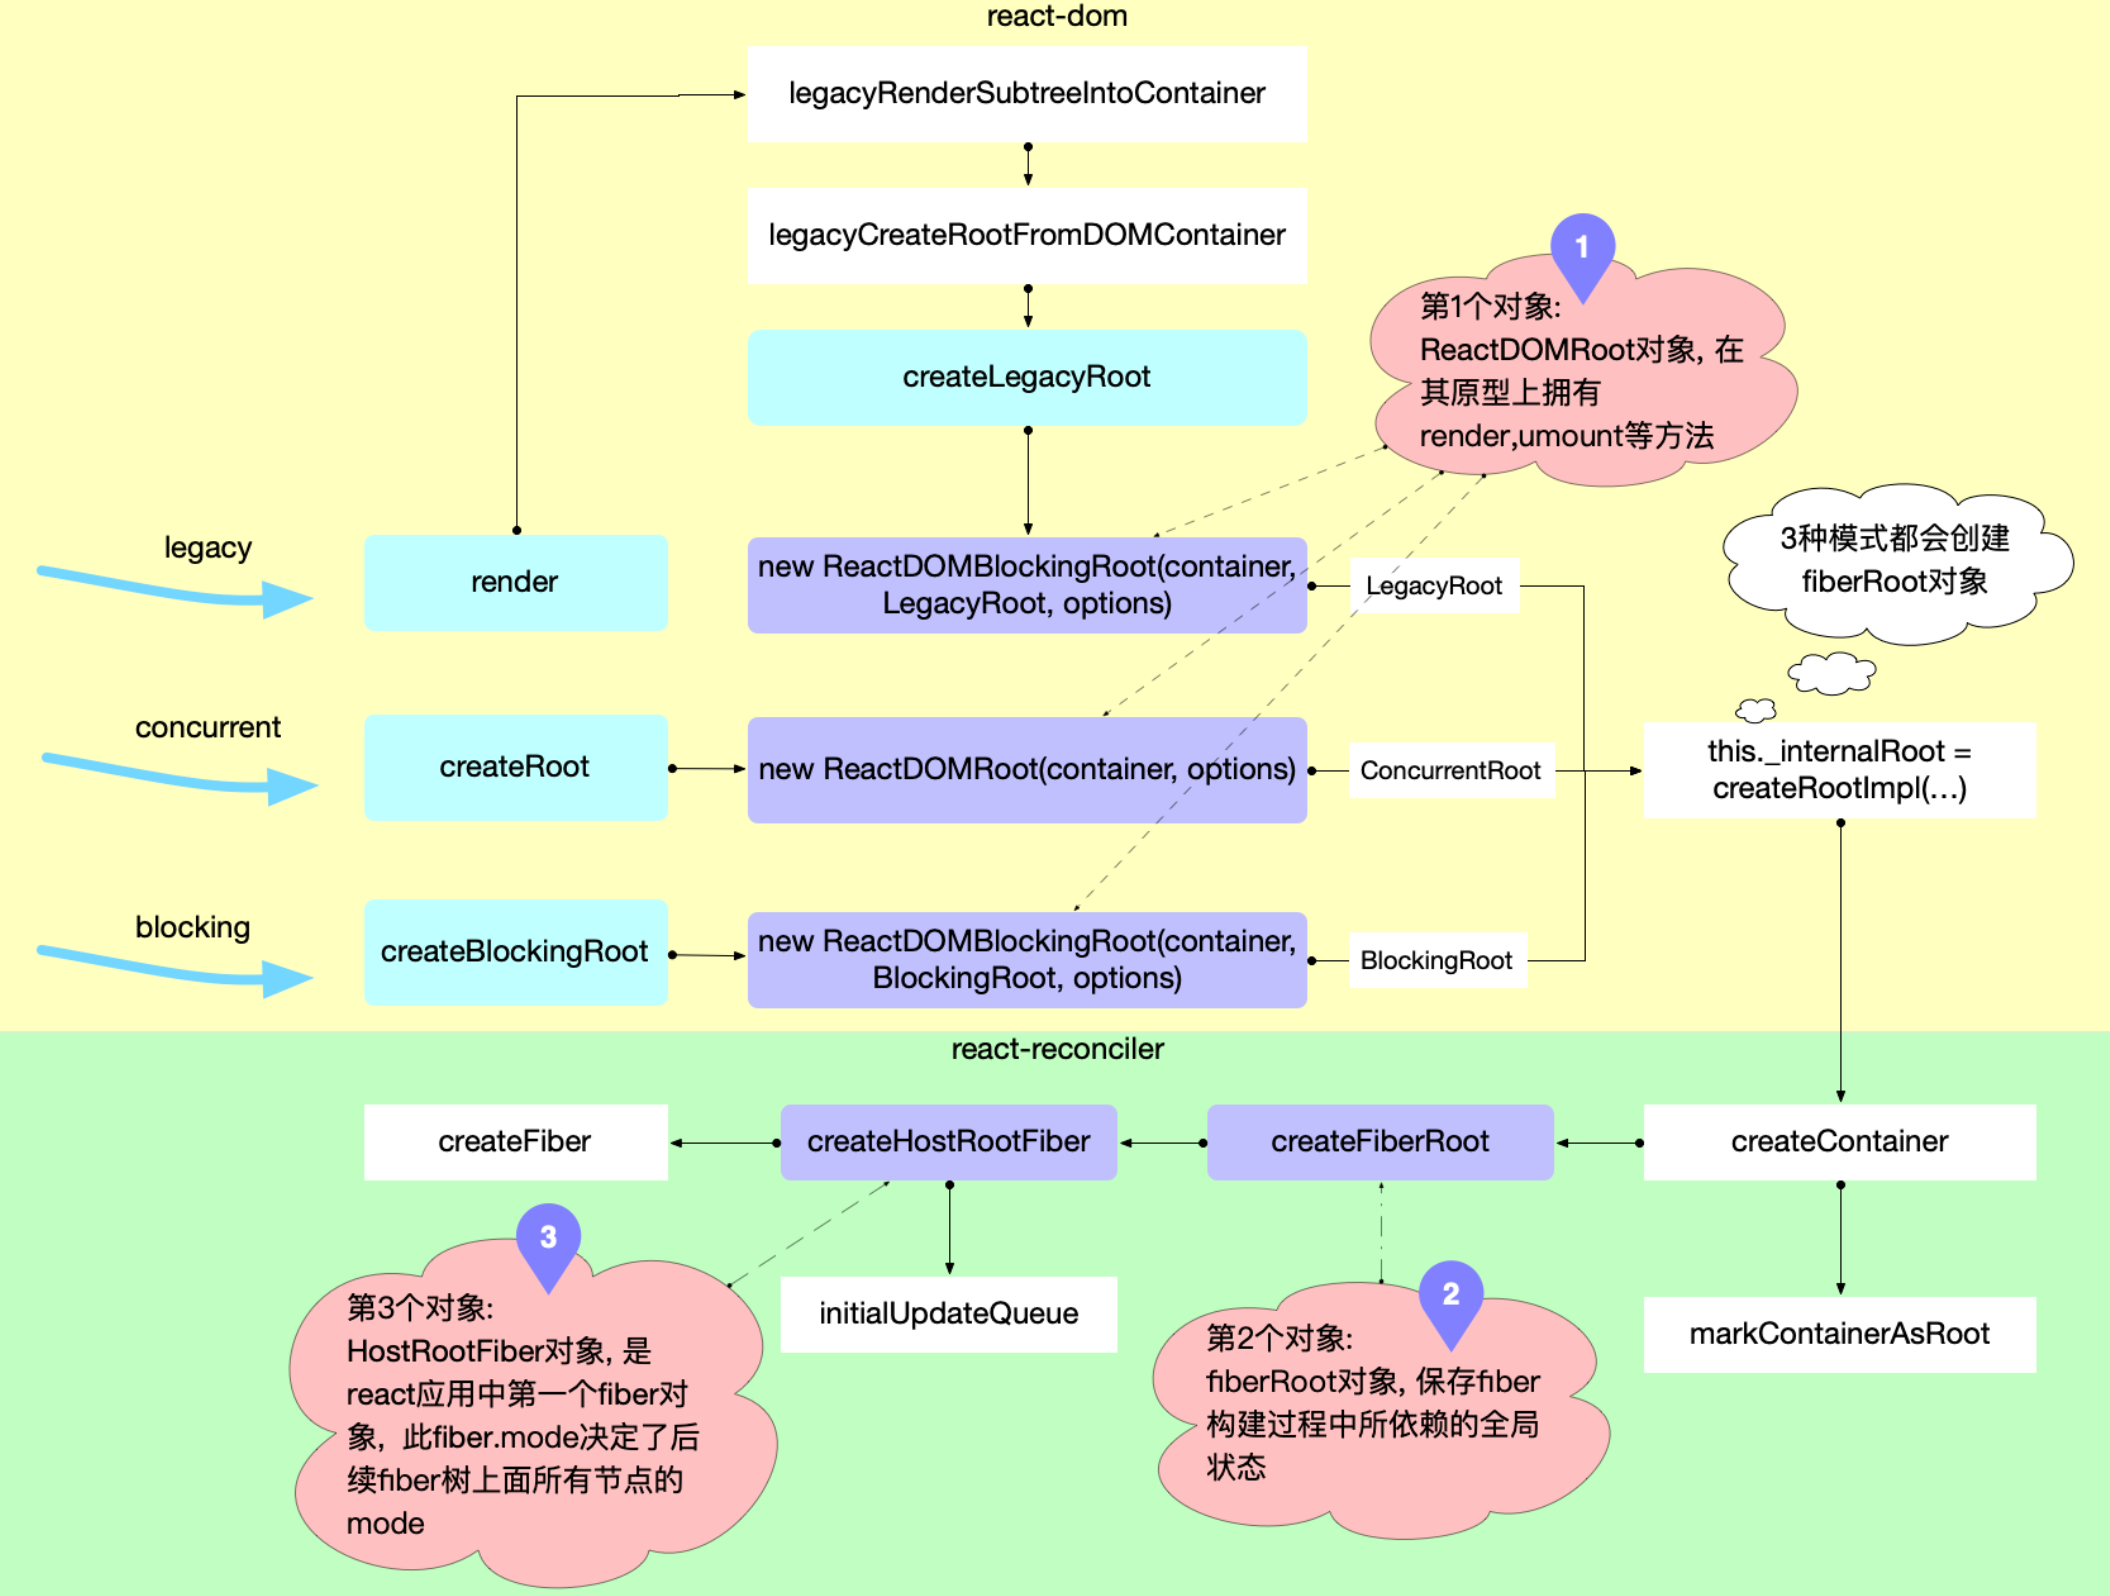 react-dom
legacyRenderSubtreeIntoContainer
legacyCreateRootFromDOMContainer
createLegacyRoot
1
第1个对象:
ReactDOMRoot对象, 在
其原型上拥有
render,umount等方法
3种模式都会创建
fiberRoot对象
legacy
render
new ReactDOMBlockingRoot(container,
LegacyRoot, options)
LegacyRoot
concurrent
createRoot
new ReactDOMRoot(container, options)
ConcurrentRoot
this._internalRoot =
createRootImpl(...)
blocking
createBlockingRoot
new ReactDOMBlockingRoot(container,
BlockingRoot, options)
BlockingRoot
react-reconciler
createFiber
createHostRootFiber
createFiberRoot
createContainer
initialUpdateQueue
markContainerAsRoot
3
第3个对象:
HostRootFiber对象, 是
react应用中第一个fiber对
象，此fiber.mode决定了后
续fiber树上面所有节点的
mode
2
第2个对象:
fiberRoot对象, 保存fiber
构建过程中所依赖的全局
状态